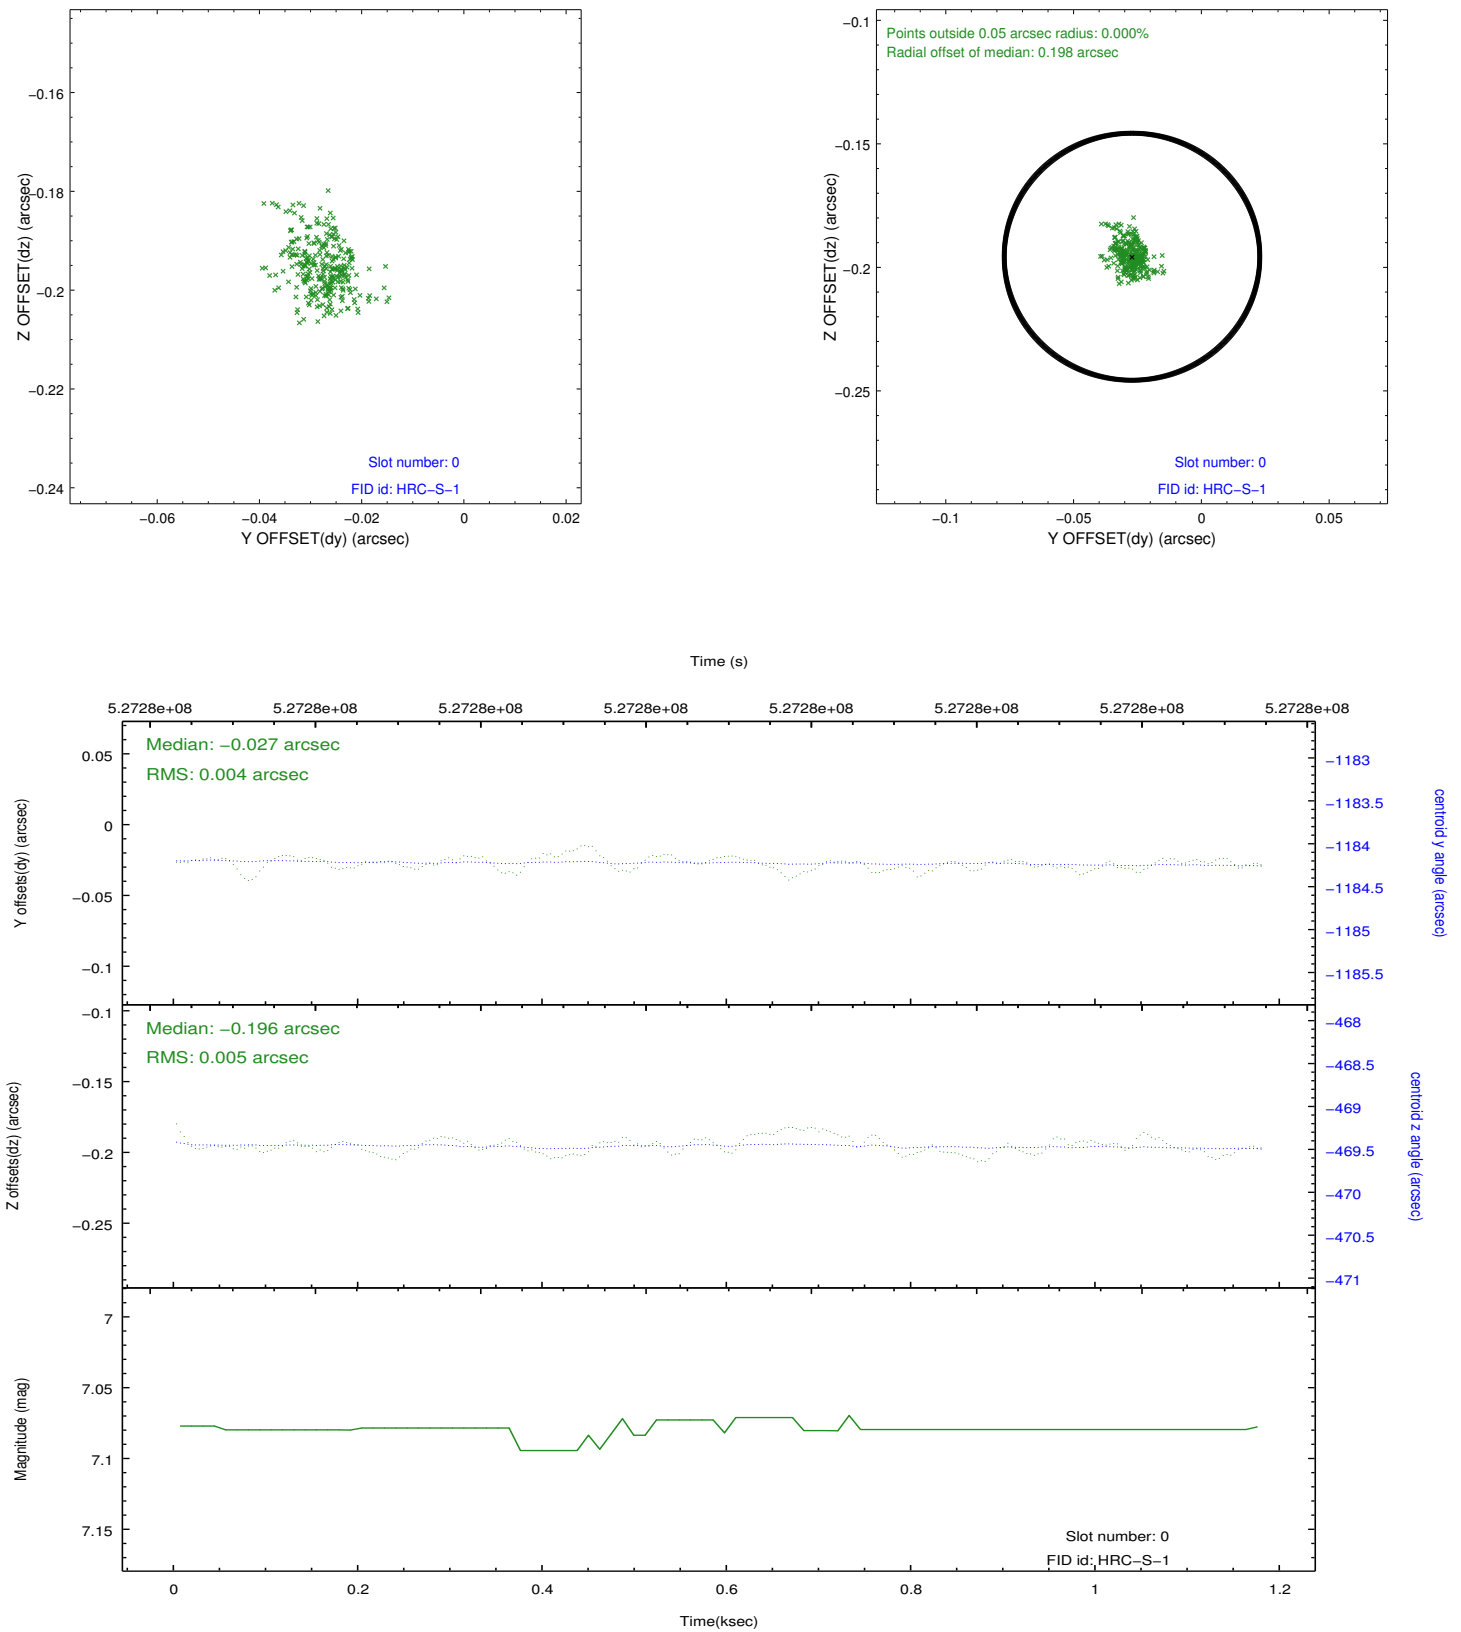 −0.16
−0.18
−0.2
−0.22
−0.24
Z OFFSET(dz) (arcsec)
Slot number: 0
FID id: HRC−S−1
−0.06 −0.04 −0.02 0 0.02
Y OFFSET(dy) (arcsec)
Points outside 0.05 arcsec radius: 0.000%
Radial offset of median: 0.198 arcsec
−0.1
−0.15
−0.2
−0.25
Z OFFSET(dz) (arcsec)
Slot number: 0
FID id: HRC−S−1
−0.1 −0.05 0 0.05
Y OFFSET(dy) (arcsec)
Time (s)
5.2728e+08 5.2728e+08 5.2728e+08 5.2728e+08 5.2728e+08 5.2728e+08 5.2728e+08 5.2728e+08
Median: −0.027 arcsec
RMS: 0.004 arcsec
0.05
0
−0.05
−0.1
Y offsets(dy) (arcsec)
−1183
−1183.5
−1184
−1184.5
−1185
−1185.5
centroid y angle (arcsec)
Median: −0.196 arcsec
RMS: 0.005 arcsec
−0.1
−0.15
−0.2
−0.25
Z offsets(dz) (arcsec)
−468
−468.5
−469
−469.5
−470
−470.5
−471
centroid z angle (arcsec)
7
7.05
7.1
7.15
Magnitude (mag)
Slot number: 0
FID id: HRC−S−1
0 0.2 0.4 0.6 0.8 1 1.2
Time(ksec)